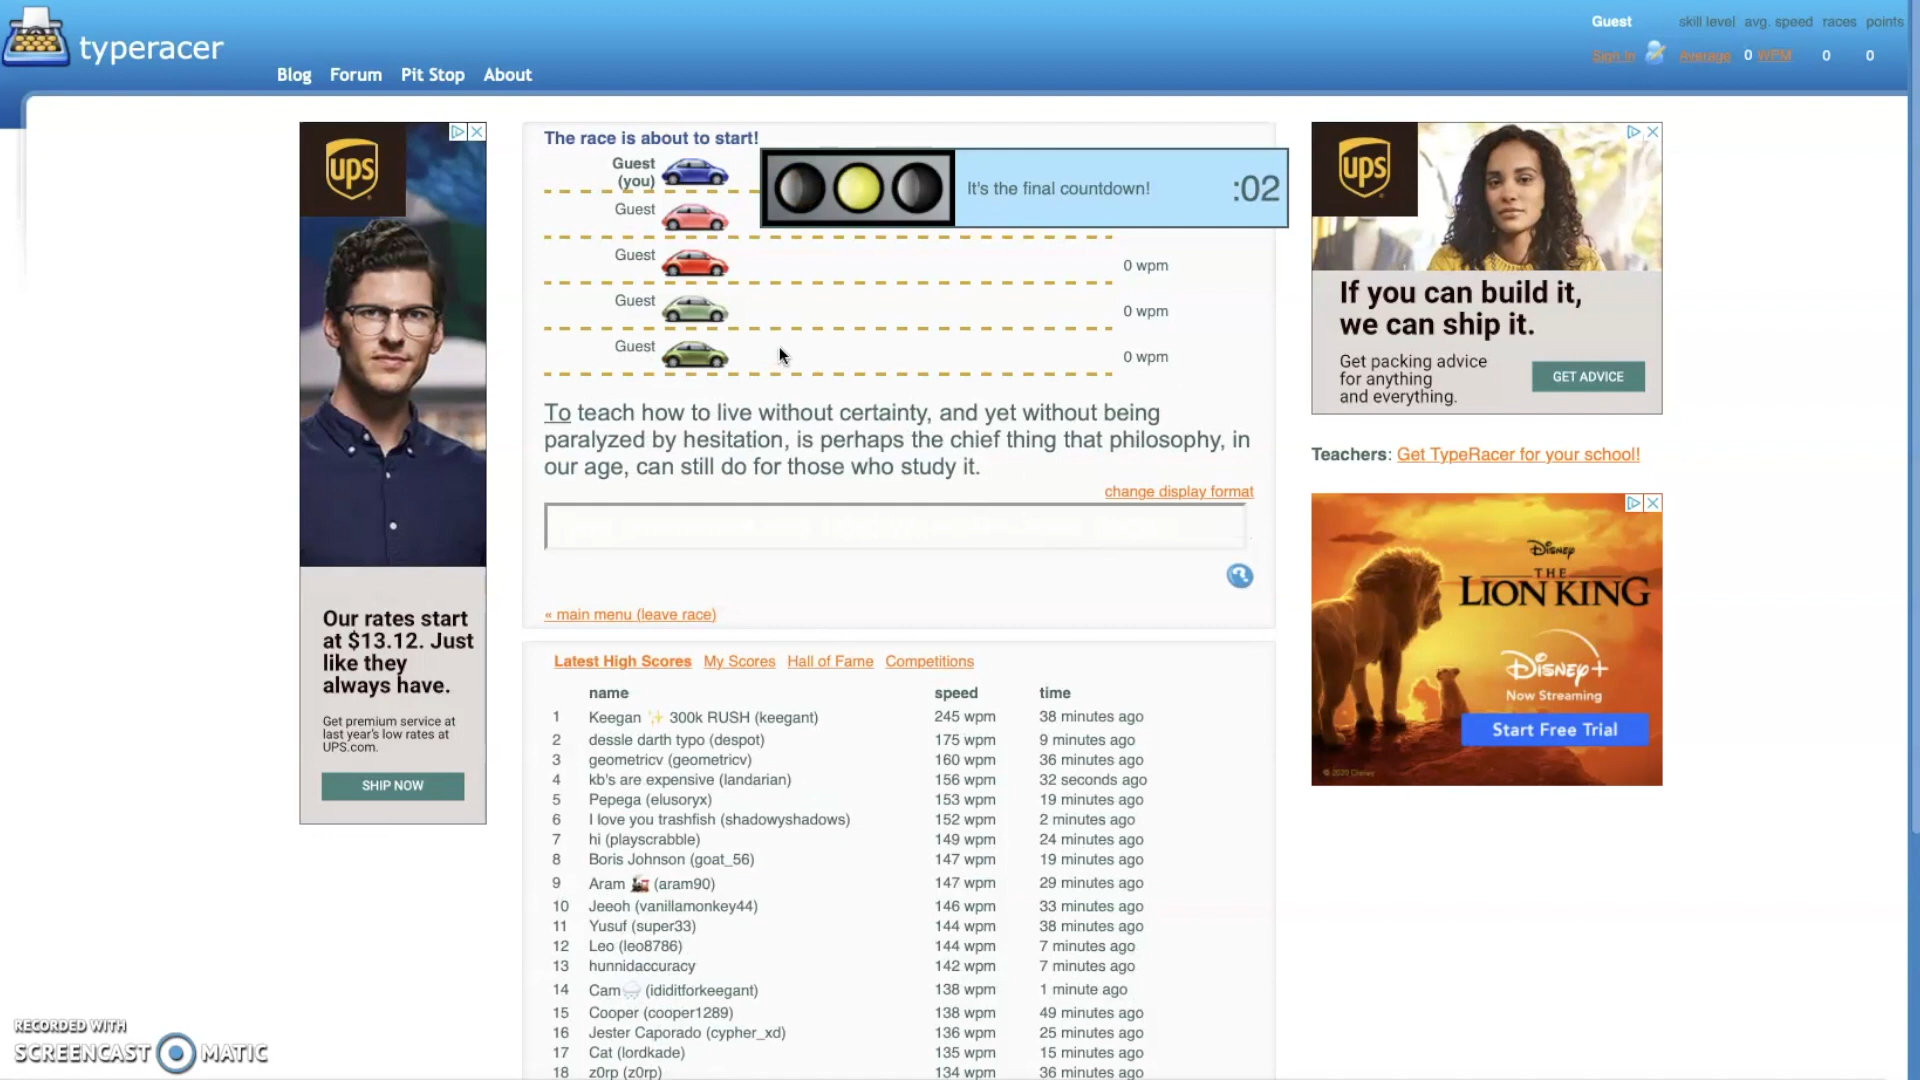 typeracer
Blog Forum Pit Stop About
Guest skill level avg. speed races points
Sign In Average 0 WPM 0 0
ups
Our rates start
at $13.12. Just
like they
always have.
Get premium service at
last year's low rates at
UPS.com.
SHIP NOW
The race is about to start!
Guest
(you)
It's the final countdown!
:02
Guest
Guest
0 wpm
Guest
0 wpm
Guest
0 wpm
To teach how to live without certainty, and yet without being
paralyzed by hesitation, is perhaps the chief thing that philosophy, in
our age, can still do for those who study it.
change display format
« main menu (leave race)
Latest High Scores My Scores Hall of Fame Competitions
name speed time
1 Keegan ✨ 300k RUSH (keegant) 245 wpm 38 minutes ago
2 dessle darth typo (despot) 175 wpm 9 minutes ago
3 geometricv (geometricv) 160 wpm 36 minutes ago
4 kb's are expensive (landarian) 156 wpm 32 seconds ago
5 Pepega (elusoryx) 153 wpm 19 minutes ago
6 I love you trashfish (shadowyshadows) 152 wpm 2 minutes ago
7 hi (playscrabble) 149 wpm 24 minutes ago
8 Boris Johnson (goat_56) 147 wpm 19 minutes ago
9 Aram 🚂 (aram90) 147 wpm 29 minutes ago
10 Jeeoh (vanillamonkey44) 146 wpm 33 minutes ago
11 Yusuf (super33) 144 wpm 38 minutes ago
12 Leo (leo8786) 144 wpm 7 minutes ago
13 hunnidaccuracy 142 wpm 7 minutes ago
14 Cam🌧 (ididitforkeegant) 138 wpm 1 minute ago
15 Cooper (cooper1289) 138 wpm 49 minutes ago
16 Jester Caporado (cypher_xd) 136 wpm 25 minutes ago
17 Cat (lordkade) 135 wpm 15 minutes ago
18 z0rp (z0rp) 134 wpm 36 minutes ago
ups
If you can build it,
we can ship it.
Get packing advice
for anything
and everything.
GET ADVICE
Teachers: Get TypeRacer for your school!
Disney
THE
LION KING
Disney+
Now Streaming
Start Free Trial
© 2020 Disney
RECORDED WITH
SCREENCAST MATIC